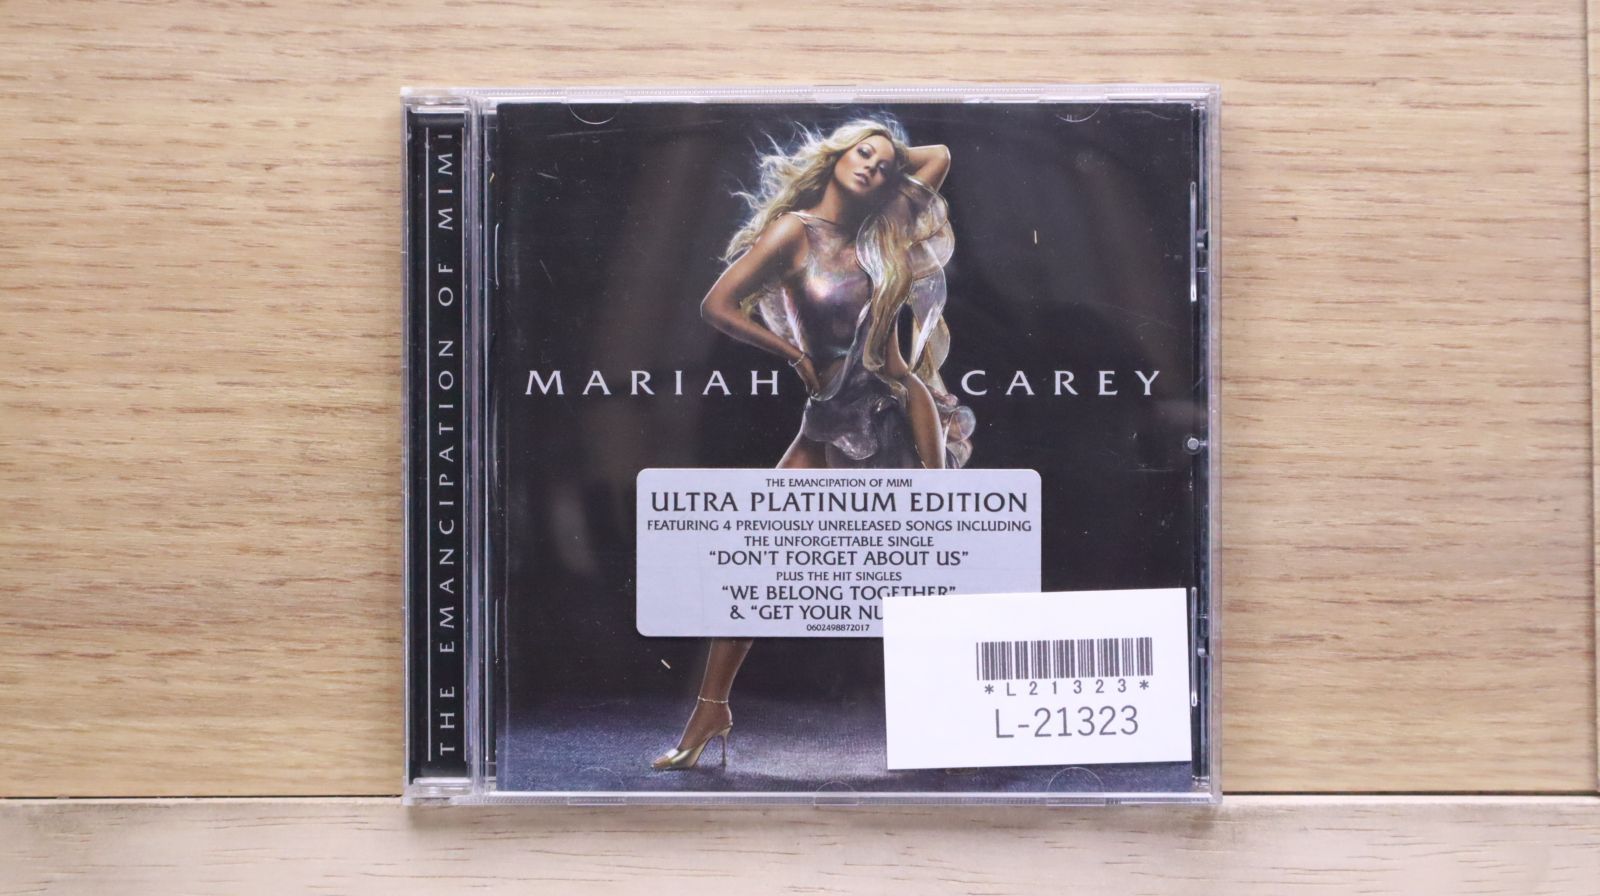 THE EMANCIPATION OF MIMI
MARIAH CAREY
THE EMANCIPATION OF MIMI
ULTRA PLATINUM EDITION
FEATURING 4 PREVIOUSLY UNRELEASED SONGS INCLUDING
THE UNFORGETTABLE SINGLE
"DON'T FORGET ABOUT US"
PLUS THE HIT SINGLES
"WE BELONG TOGETHER"
& "GET YOUR
0602498872017
*L21323*
L-21323